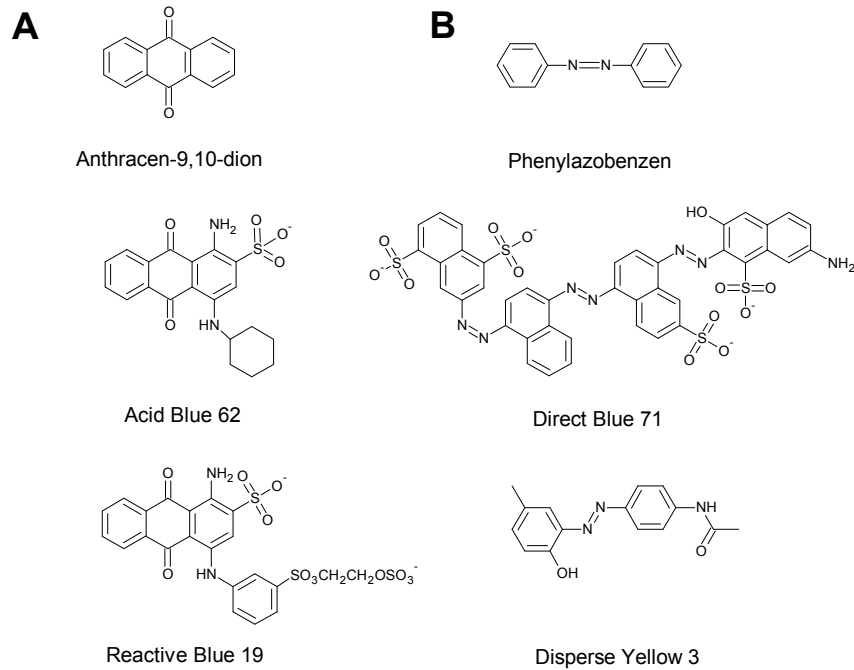 A
B
O
O
Anthracen-9,10-dion
N N
Phenylazobenzen
O NH₂ O O⁻
S
O
O
HN
Acid Blue 62
O O
S
O⁻
O O⁻
S
O
HO
N
N
NH₂
S
O O
O⁻
N
N
N
N
O
S
O O⁻
Direct Blue 71
O NH₂ O O⁻
S
O
O
HN
SO₃CH₂CH₂OSO₃⁻
Reactive Blue 19
N
N
NH
O
OH
Disperse Yellow 3